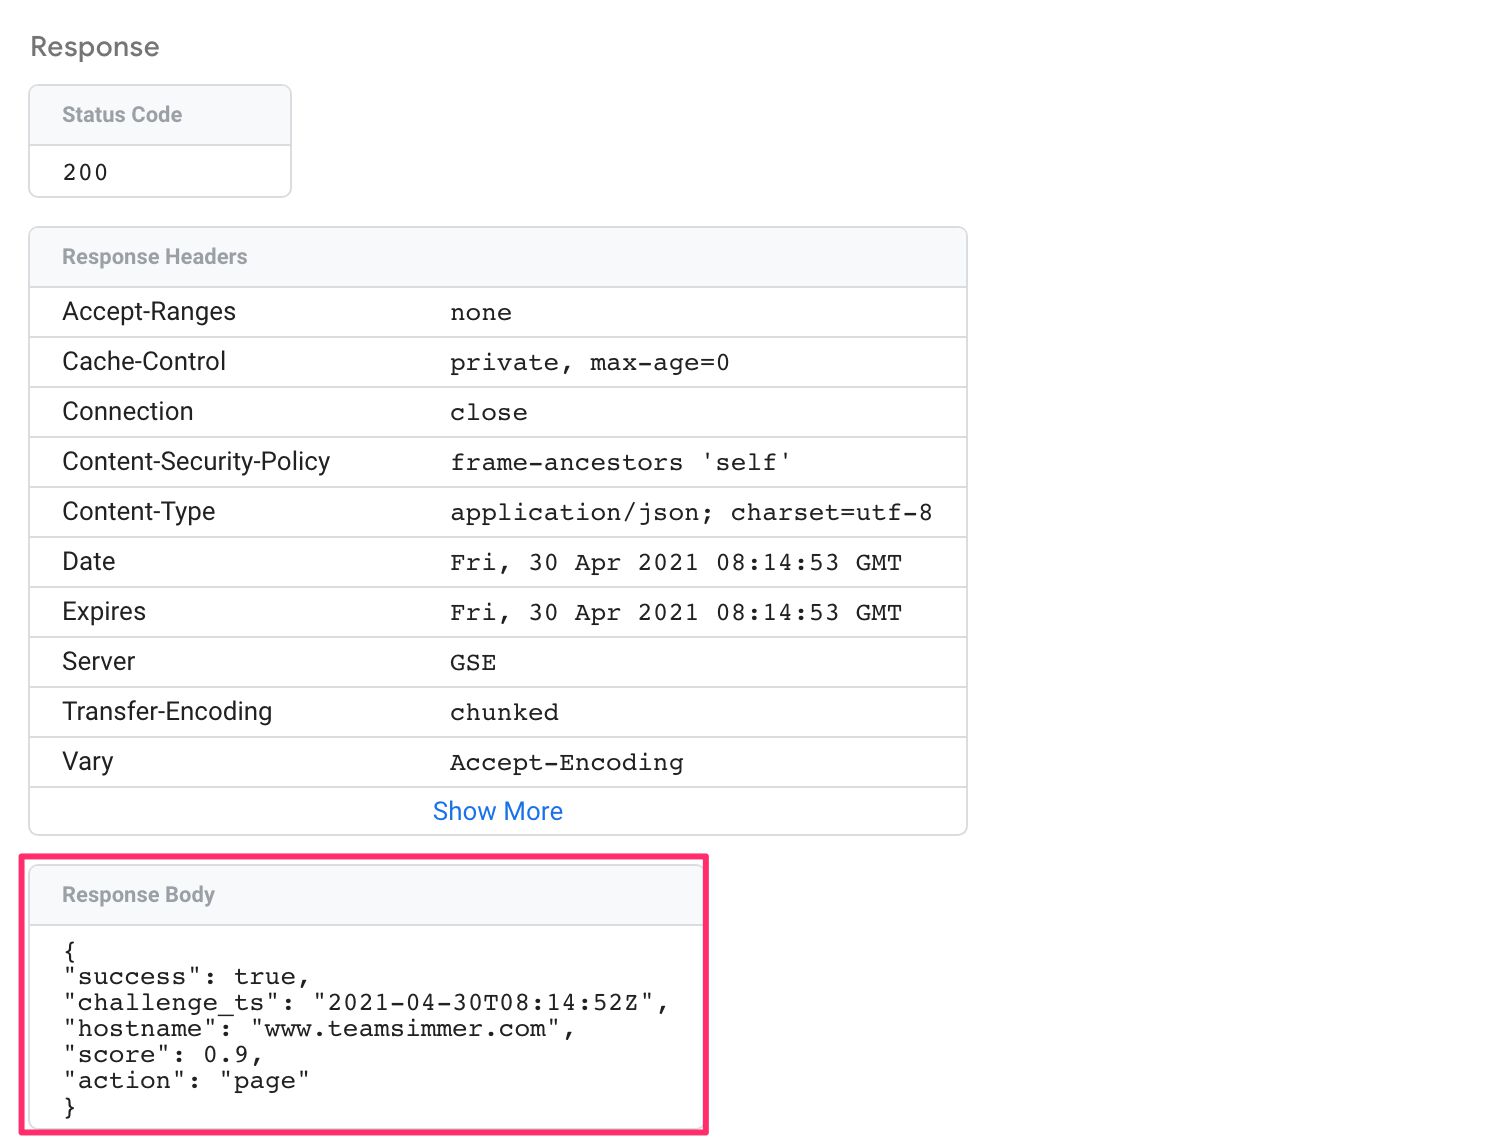 Response
Status Code
200
Response Headers
Accept-Ranges none
Cache-Control private, max-age=0
Connection close
Content-Security-Policy frame-ancestors 'self'
Content-Type application/json; charset=utf-8
Date Fri, 30 Apr 2021 08:14:53 GMT
Expires Fri, 30 Apr 2021 08:14:53 GMT
Server GSE
Transfer-Encoding chunked
Vary Accept-Encoding
Show More
Response Body
{
"success": true,
"challenge_ts": "2021-04-30T08:14:52Z",
"hostname": "www.teamsimmer.com",
"score": 0.9,
"action": "page"
}